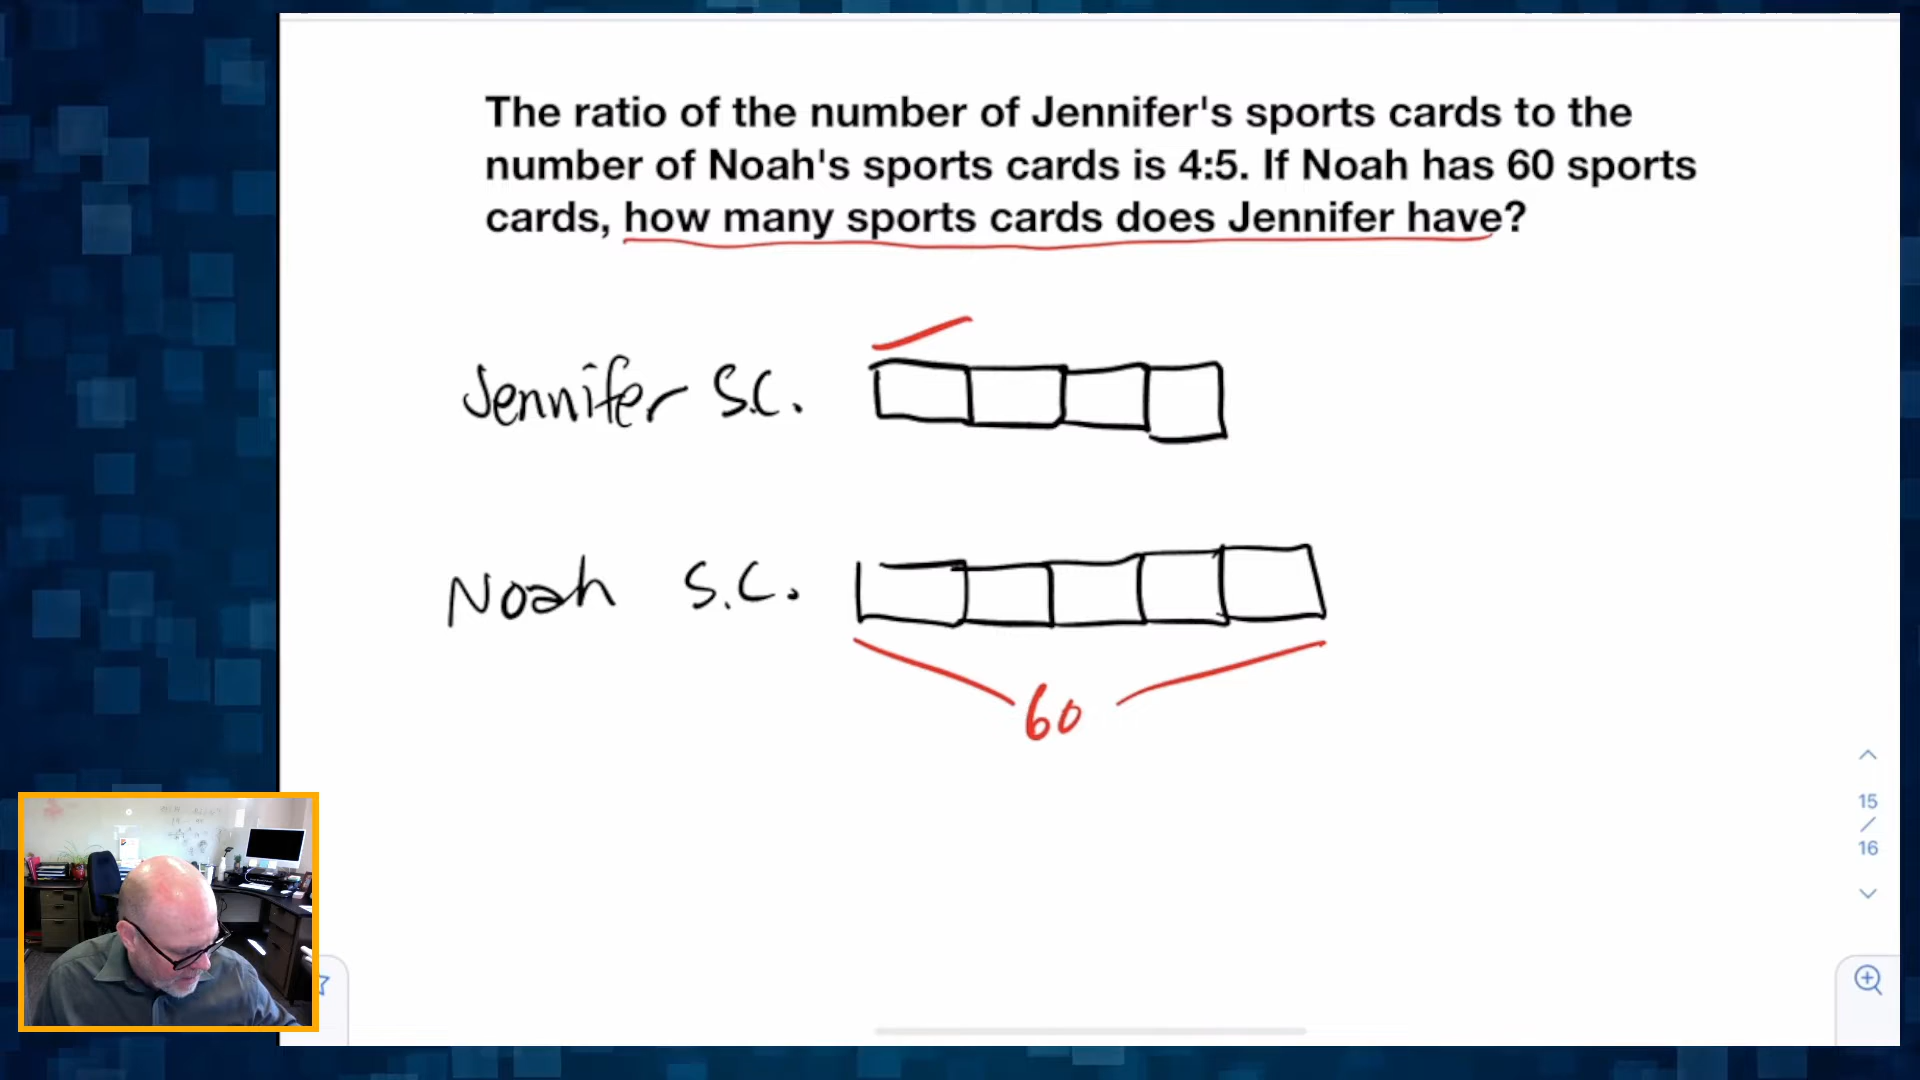 The ratio of the number of Jennifer's sports cards to the
number of Noah's sports cards is 4:5. If Noah has 60 sports
cards, how many sports cards does Jennifer have?
Jennifer S.C.
Noah S.C.
60
15
/
16